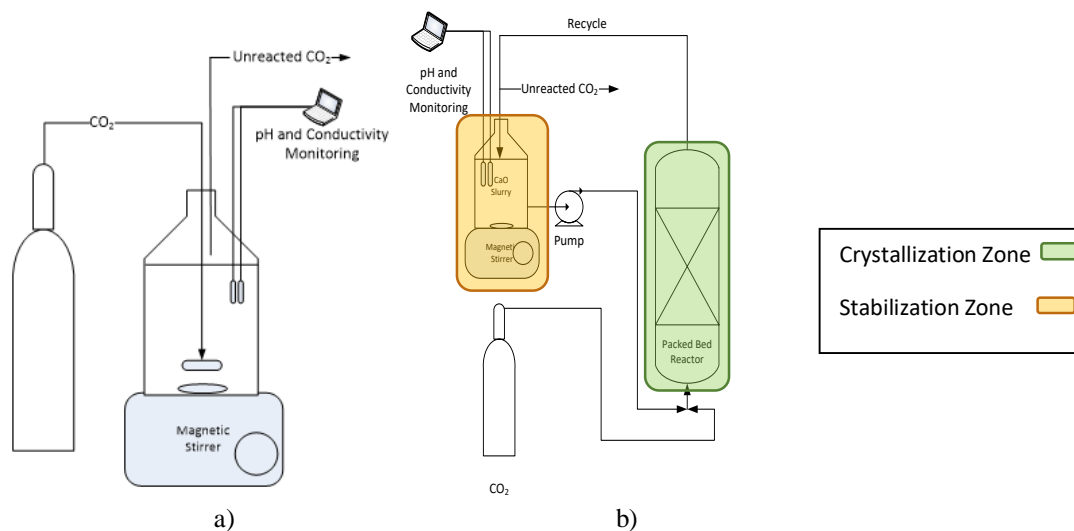 Unreacted CO₂
CO₂
pH and Conductivity
Monitoring
Magnetic
Stirrer
a)
Recycle
pH and
Conductivity
Monitoring
Unreacted CO₂
CaO
Slurry
Pump
Magnetic
Stirrer
Packed Bed
Reactor
CO₂
b)
Crystallization Zone
Stabilization Zone